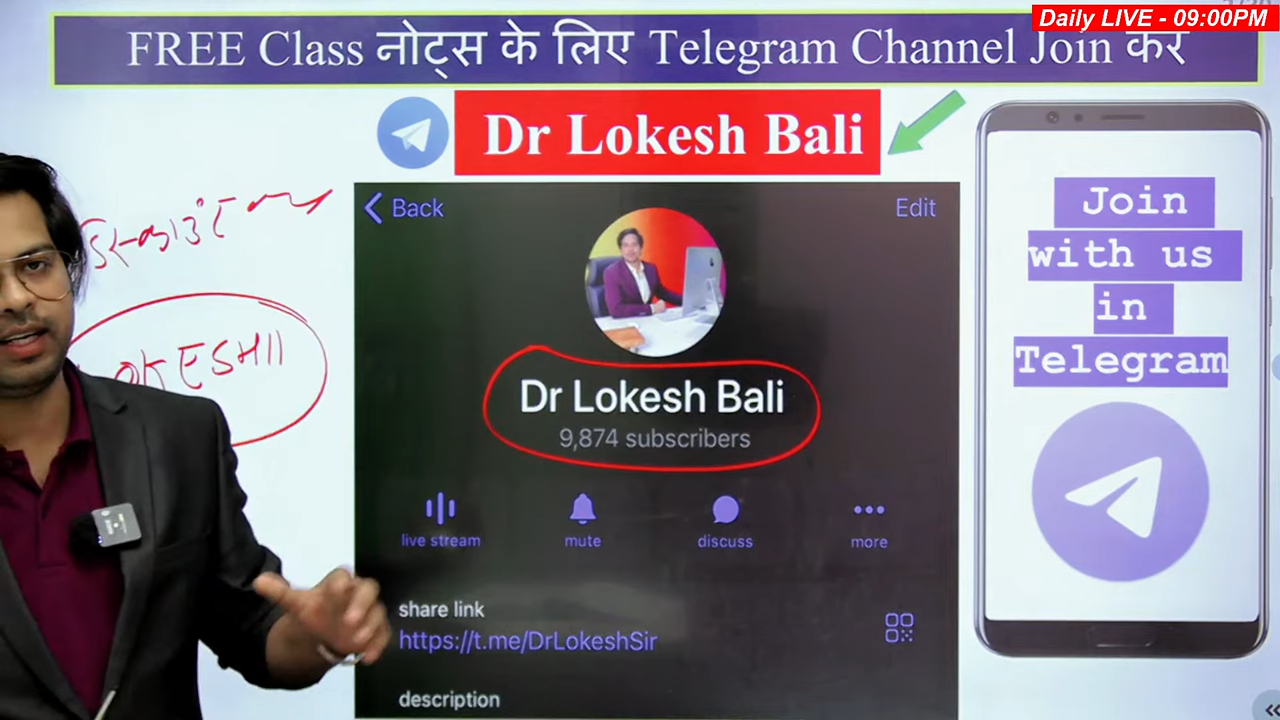 Daily LIVE - 09:00PM
FREE Class नोट्स के लिए Telegram Channel Join करें
Dr Lokesh Bali
Back
Edit
Join
with us
in
Telegram
OKESH11
Dr Lokesh Bali
9,874 subscribers
live stream
mute
discuss
more
share link
https://t.me/DrLokeshSir
description